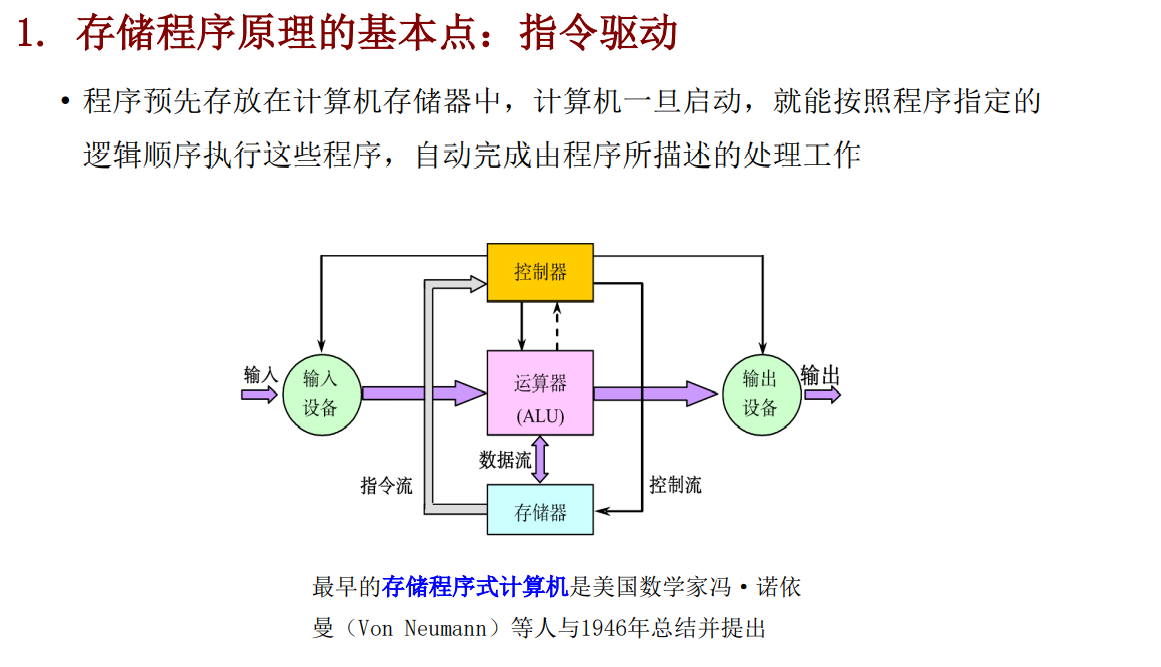 1. 存储程序原理的基本点：指令驱动
• 程序预先存放在计算机存储器中，计算机一旦启动，就能按照程序指定的
逻辑顺序执行这些程序，自动完成由程序所描述的处理工作
控制器
输入
输入
设备
运算器
(ALU)
输出
设备
输出
数据流
指令流
控制流
存储器
最早的存储程序式计算机是美国数学家冯·诺依
曼（Von Neumann）等人与1946年总结并提出